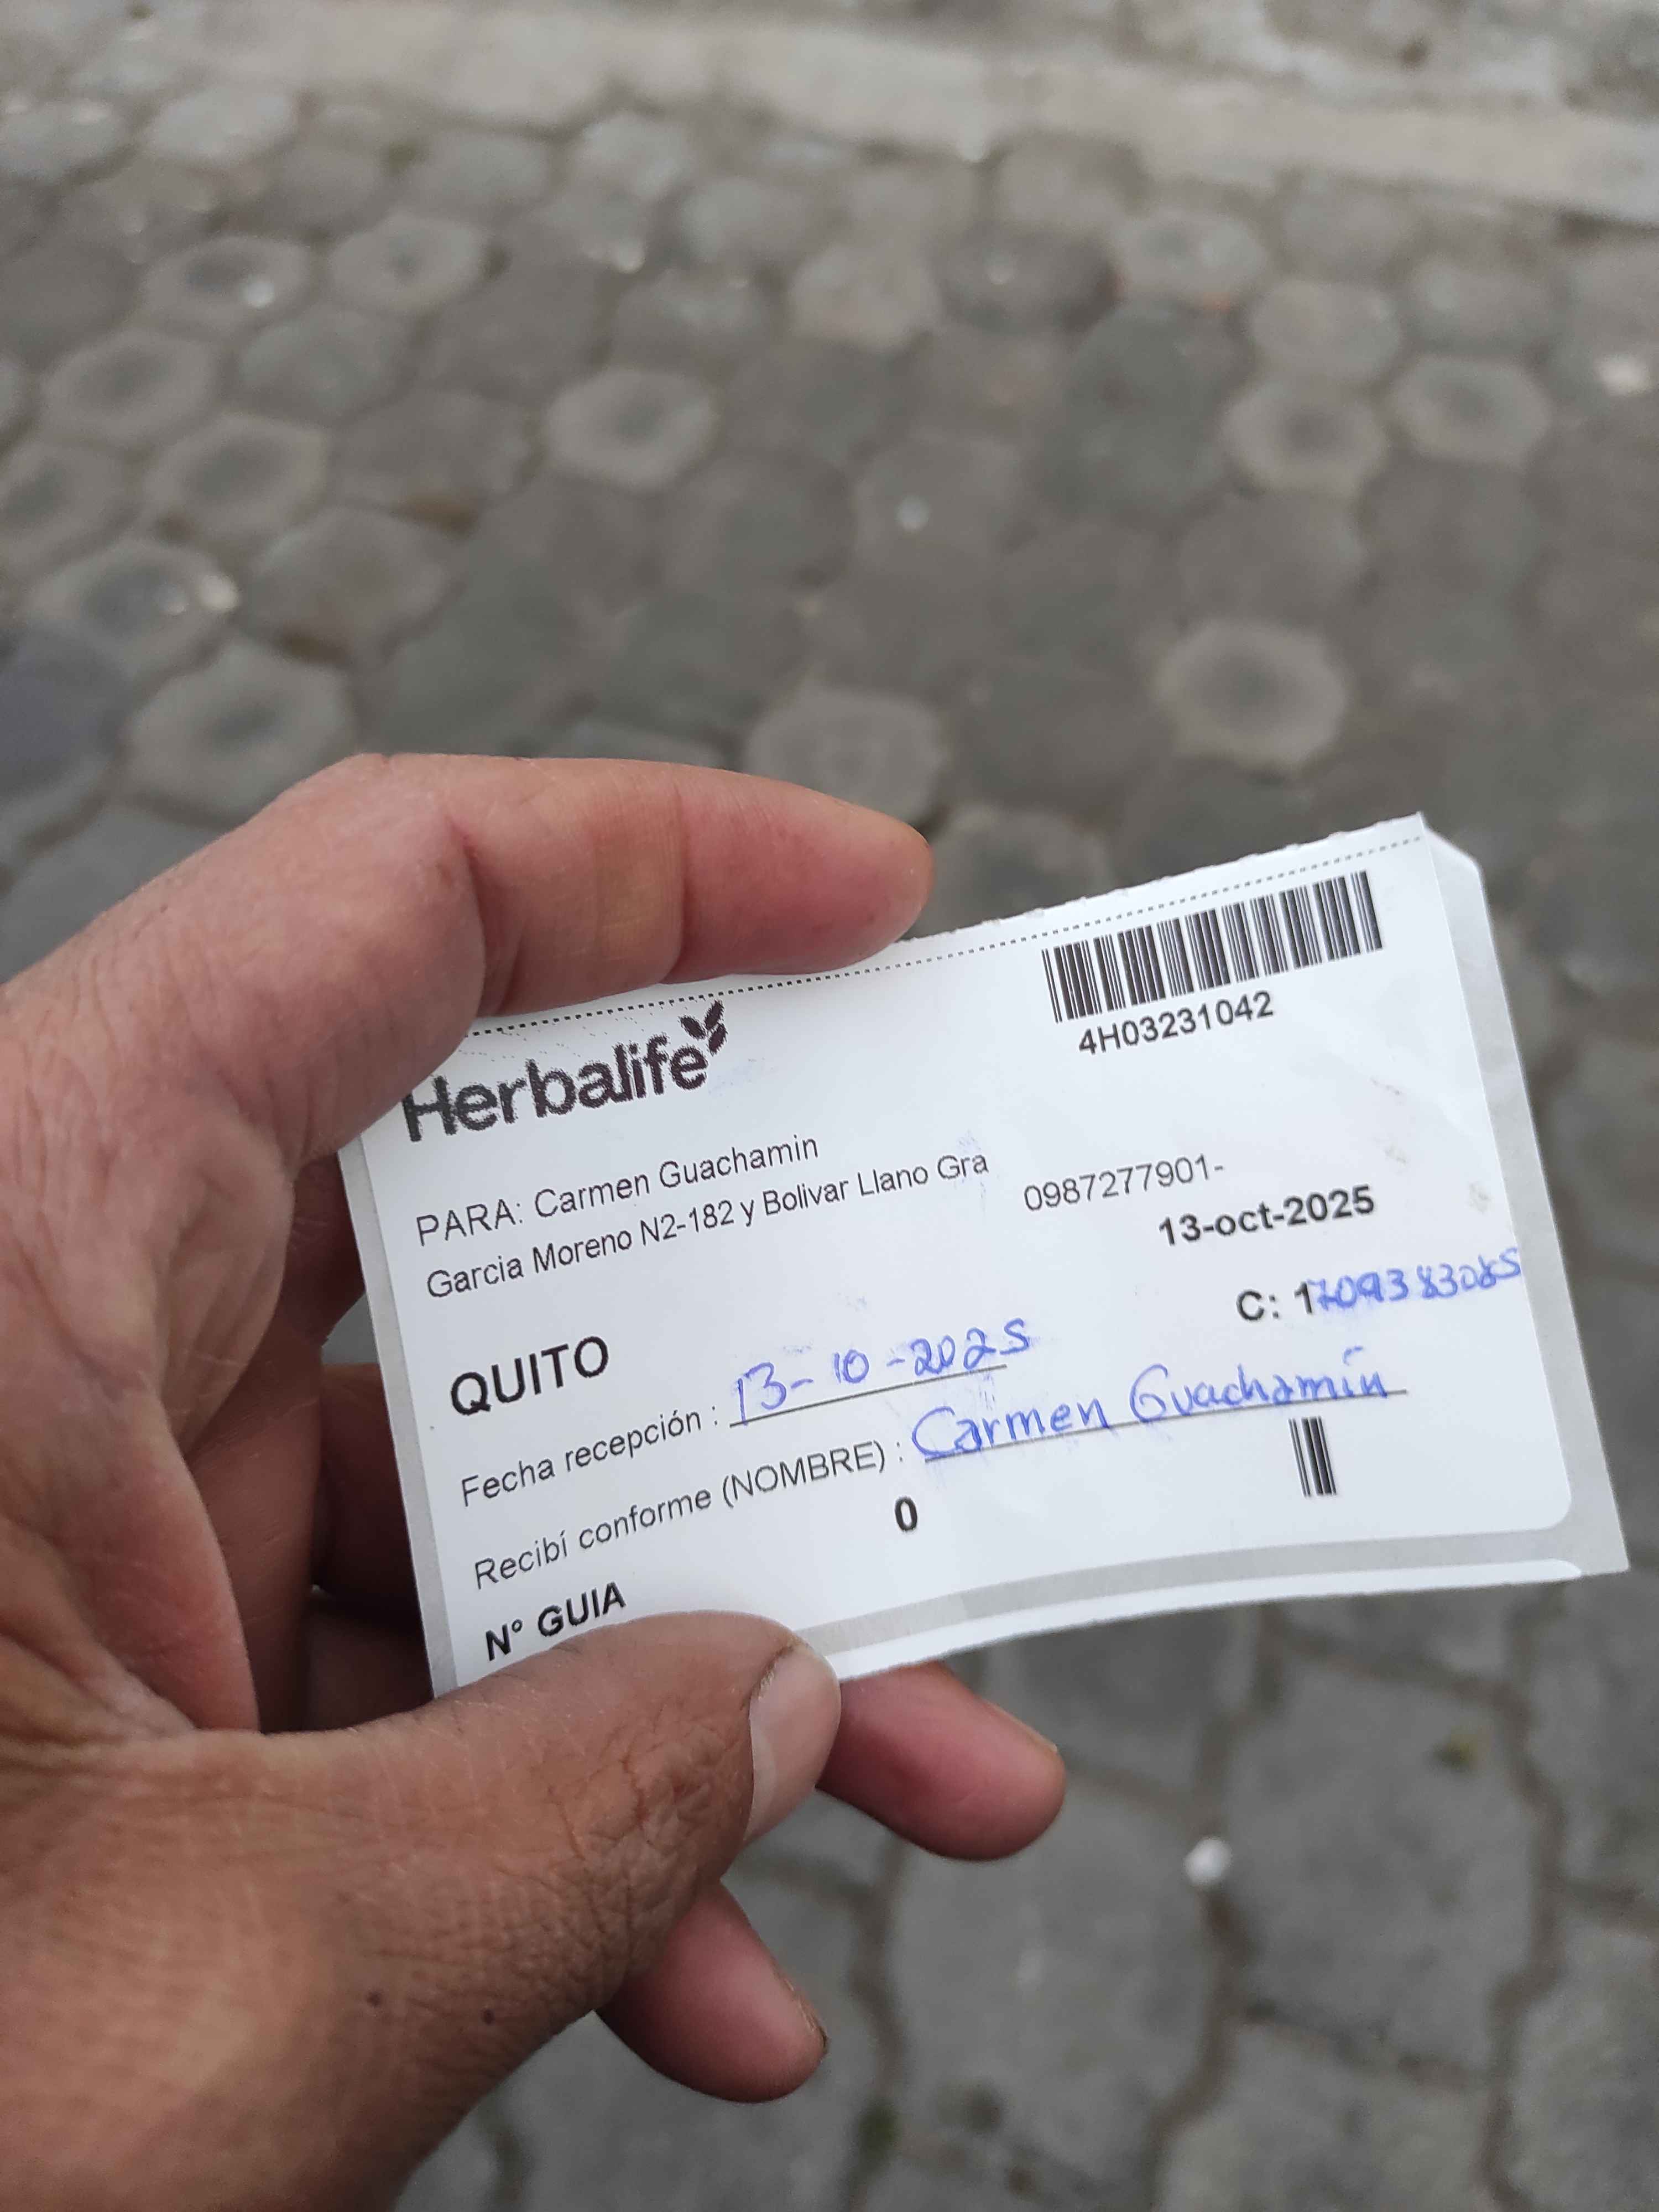 4H03231042
Herbalife
PARA: Carmen Guachamin
Garcia Moreno N2-182 y Bolivar Llano Gra
0987277901-
13-oct-2025
QUITO
C: 1709383085
Fecha recepción : 13-10-2025
Recibí conforme (NOMBRE) : Carmen Guachamín
N° GUIA
0